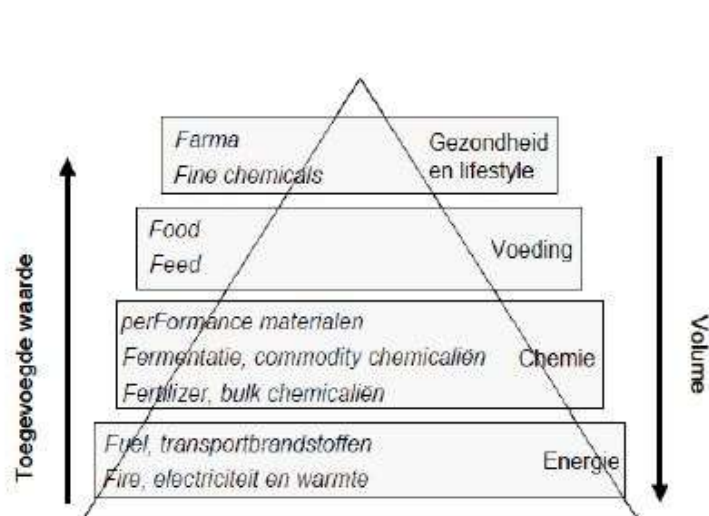 Farma
Fine chemicals
Gezondheid
en lifestyle
Food
Feed
Voeding
perFormance materialen
Fermentatie, commodity chemicaliën
Fertilizer, bulk chemicaliën
Chemie
Fuel, transportbrandstoffen
Fire, electriciteit en warmte
Energie
Toegevoegde waarde
Volume